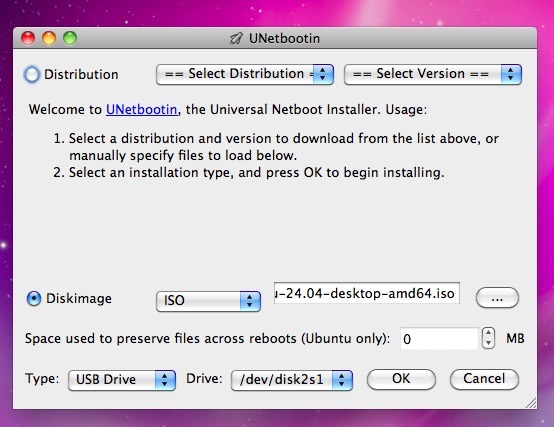 UNetbootin
Distribution == Select Distribution = == Select Version ==
Welcome to UNetbootin, the Universal Netboot Installer. Usage:
1. Select a distribution and version to download from the list above, or
manually specify files to load below.
2. Select an installation type, and press OK to begin installing.
Diskimage ISO -24.04-desktop-amd64.iso ...
Space used to preserve files across reboots (Ubuntu only): 0 MB
Type: USB Drive Drive: /dev/disk2s1 OK Cancel